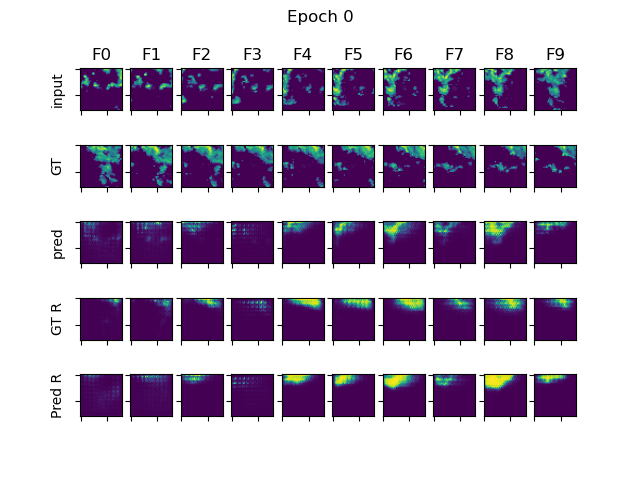 Epoch 0
F0 F1 F2 F3 F4 F5 F6 F7 F8 F9
input
GT
pred
GT R
Pred R